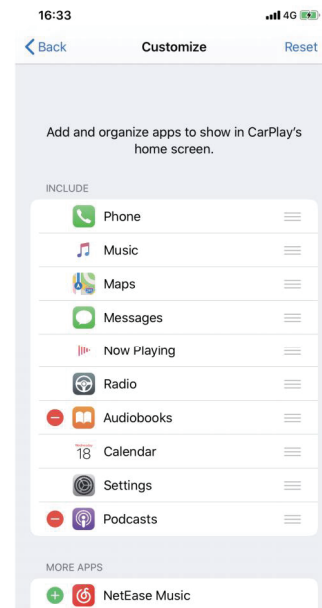 16:33
4G
Back
Customize
Reset
Add and organize apps to show in CarPlay's
home screen.
INCLUDE
Phone
Music
Maps
Messages
Now Playing
Radio
Audiobooks
Wednesday
18
Calendar
Settings
Podcasts
MORE APPS
NetEase Music